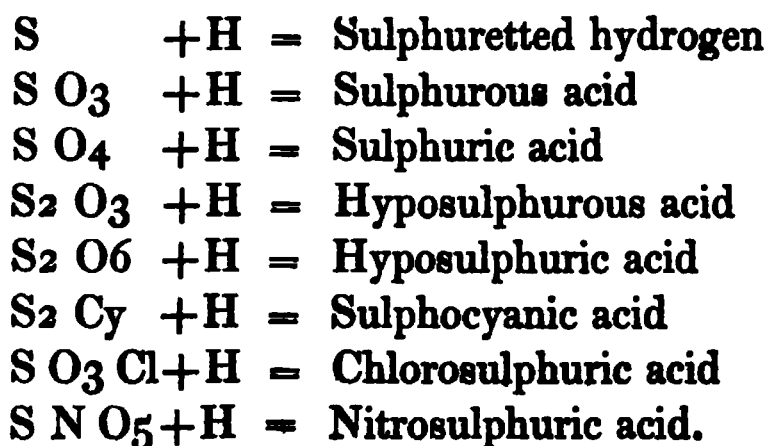 S +H = Sulphuretted hydrogen
S O3 +H = Sulphurous acid
S O4 +H = Sulphuric acid
S2 O3 +H = Hyposulphurous acid
S2 O6 +H = Hyposulphuric acid
S2 Cy +H = Sulphocyanic acid
S O3 Cl+H = Chlorosulphuric acid
S N O5+H = Nitrosulphuric acid.